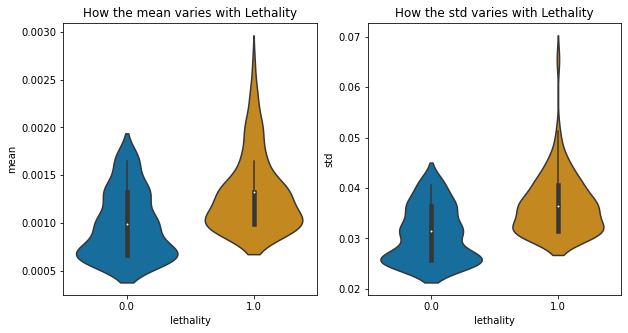 How the mean varies with Lethality
0.0030
0.0025
0.0020
0.0015
0.0010
0.0005
mean
0.0
1.0
lethality
How the std varies with Lethality
0.07
0.06
0.05
0.04
0.03
0.02
std
0.0
1.0
lethality